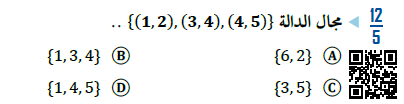 12/5 ◄ مجال الدالة {(1, 2), (3, 4), (4, 5)} ..
{6, 2} Ⓐ {1, 3, 4} Ⓑ
{3, 5} Ⓒ {1, 4, 5} Ⓓ